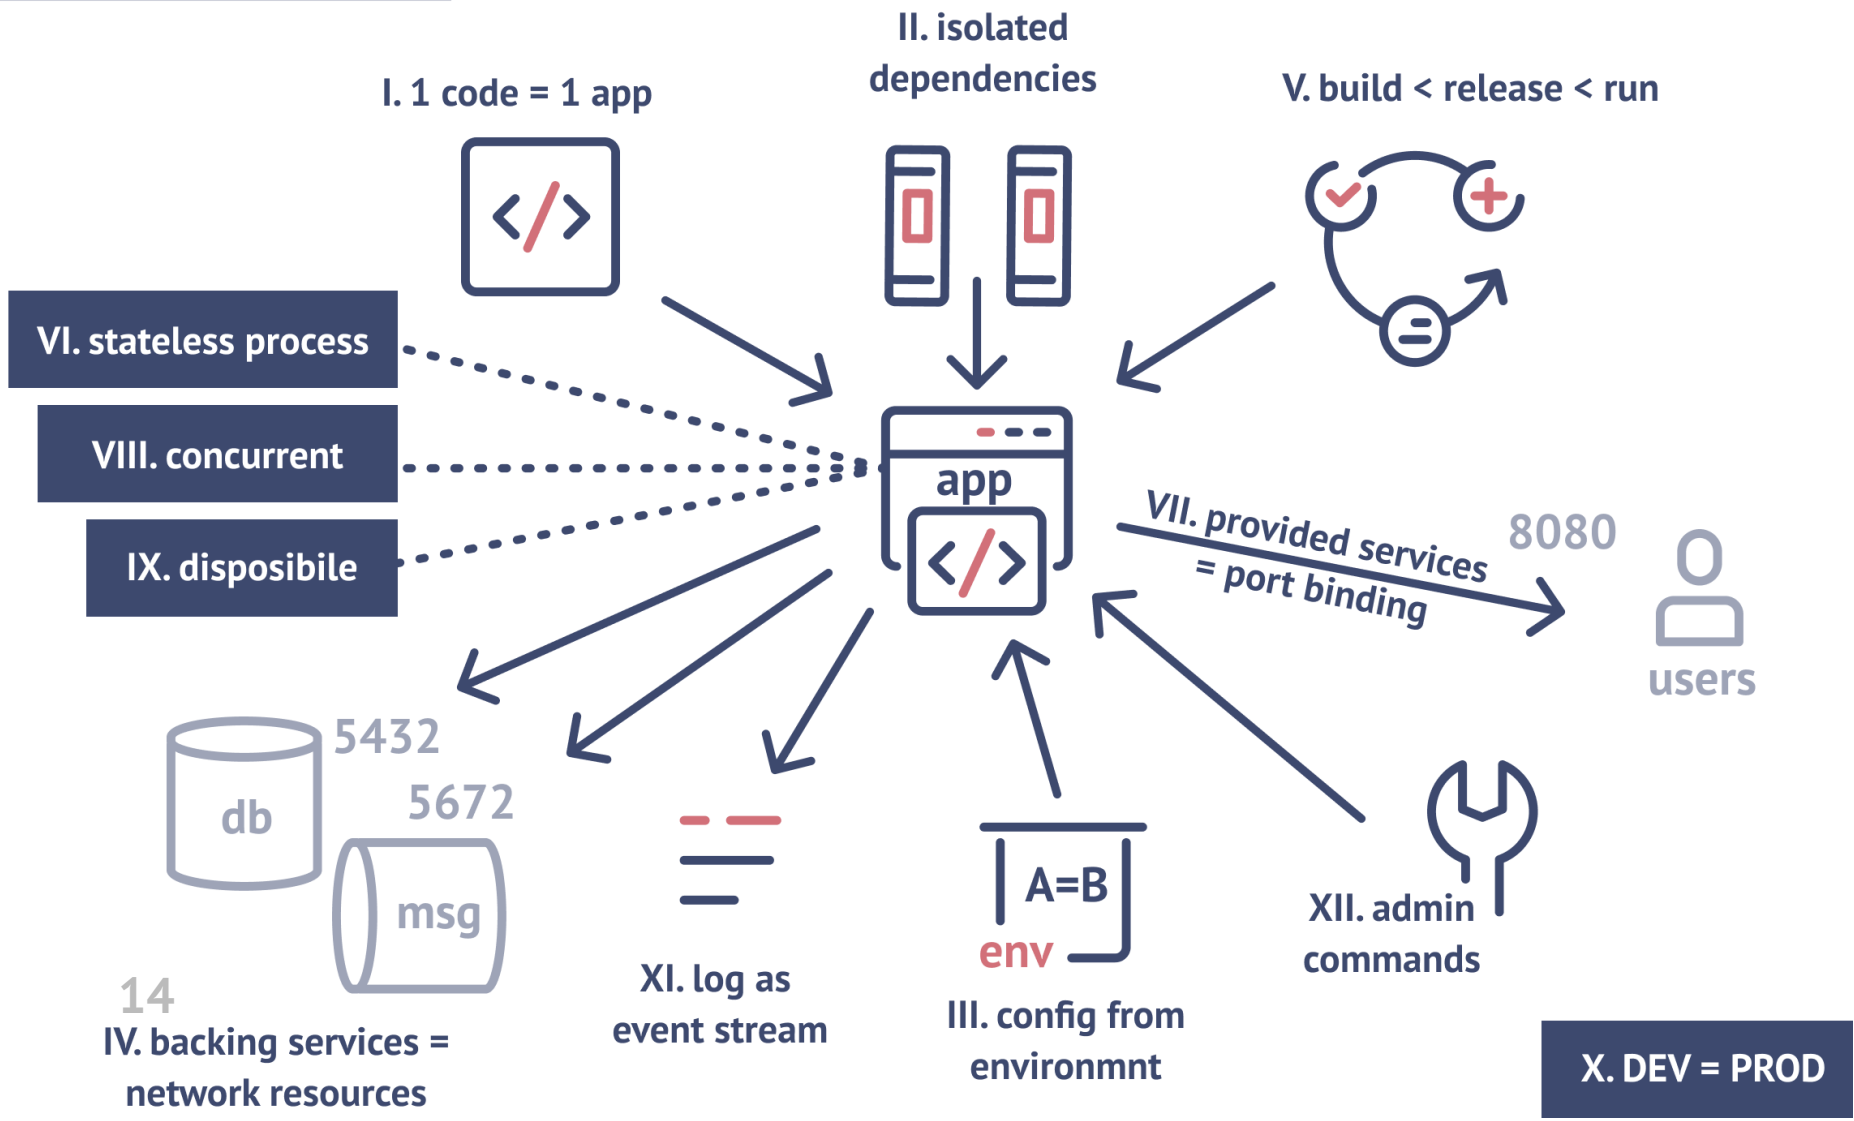 I. 1 code = 1 app
II. isolated
dependencies
V. build < release < run
VI. stateless process
VIII. concurrent
IX. disposibile
app
VII. provided services
= port binding
8080
users
5432
db
5672
msg
14
IV. backing services =
network resources
XI. log as
event stream
A=B
env
III. config from
environmnt
XII. admin
commands
X. DEV = PROD